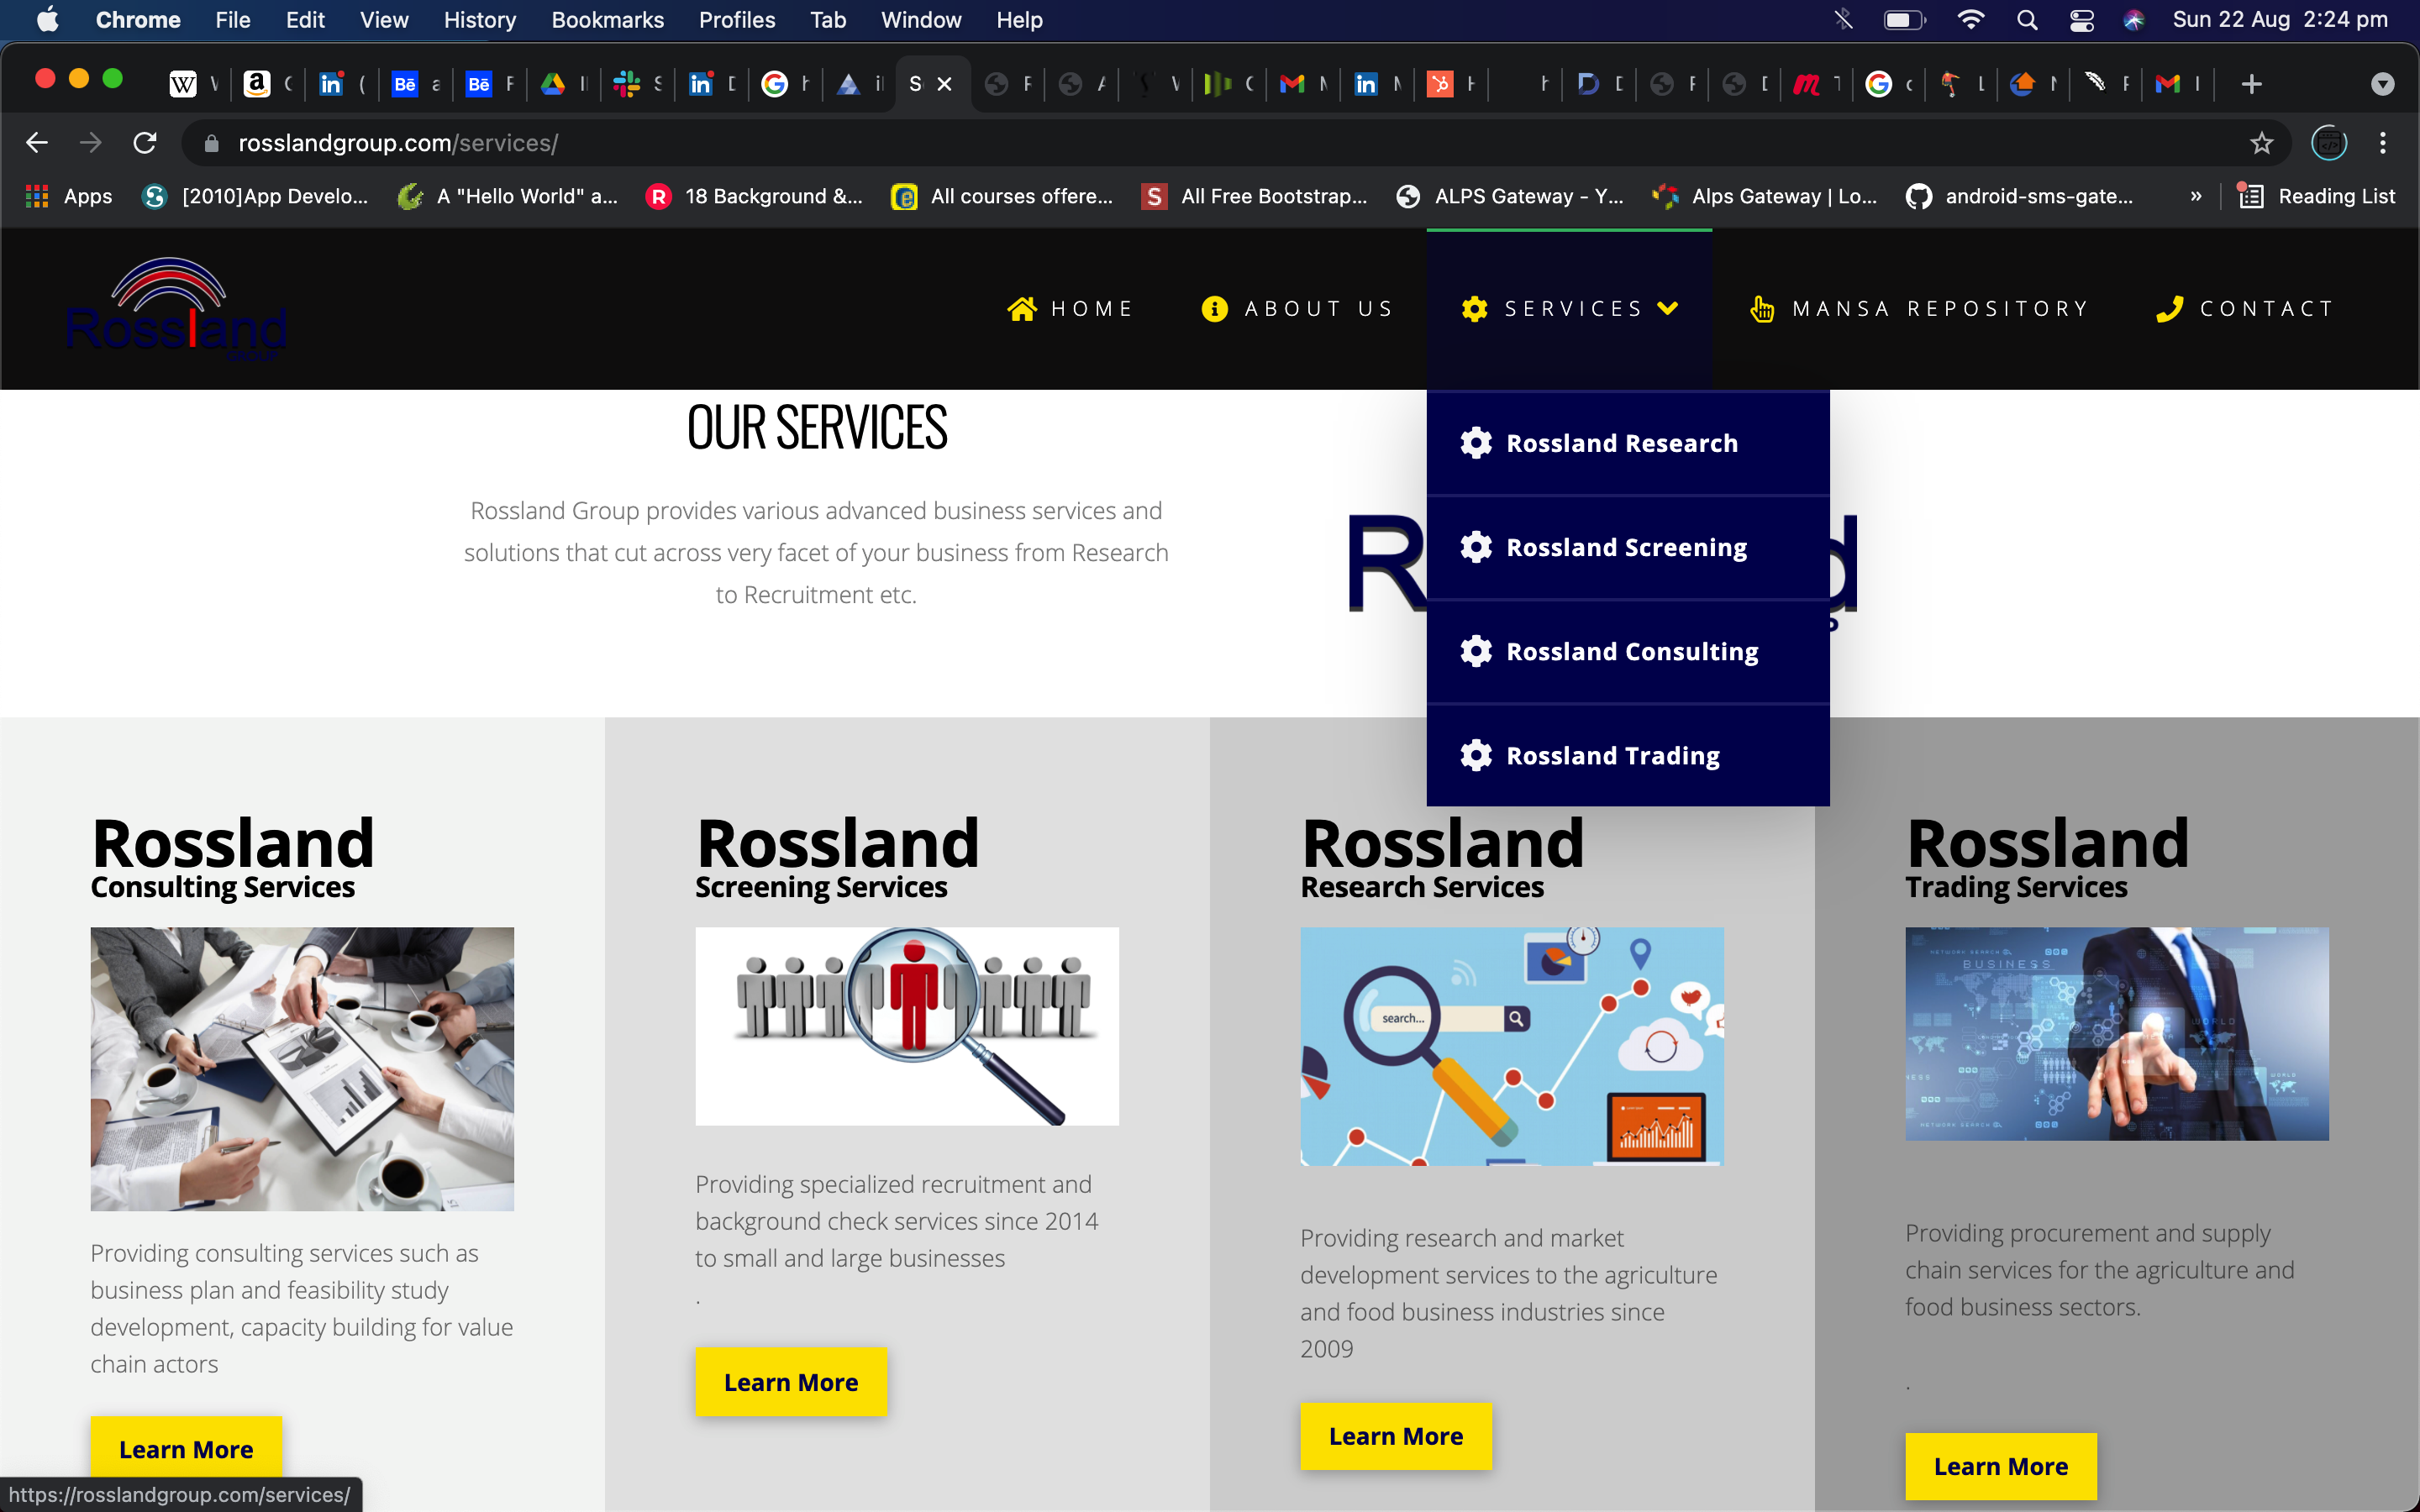 Chrome File Edit View History Bookmarks Profiles Tab Window Help Sun 22 Aug 2:24 pm
rosslandgroup.com/services/
Apps [2010]App Develo... A "Hello World" a... 18 Background &... All courses offere... All Free Bootstrap... ALPS Gateway - Y... Alps Gateway | Lo... android-sms-gate... » Reading List
Rossland
GROUP
HOME ABOUT US SERVICES MANSA REPOSITORY CONTACT
Rossland Research
Rossland Screening
Rossland Consulting
Rossland Trading
OUR SERVICES
Rossland Group provides various advanced business services and
solutions that cut across very facet of your business from Research
to Recruitment etc.
R d
Rossland
Consulting Services
Providing consulting services such as
business plan and feasibility study
development, capacity building for value
chain actors
Learn More
Rossland
Screening Services
Providing specialized recruitment and
background check services since 2014
to small and large businesses
.
Learn More
Rossland
Research Services
search...
Providing research and market
development services to the agriculture
and food business industries since
2009
Learn More
Rossland
Trading Services
NETWORK SEARCH
BUSINESS
WORLD
WORLD
NETWORK SEARCH
Providing procurement and supply
chain services for the agriculture and
food business sectors.
.
Learn More
https://rosslandgroup.com/services/